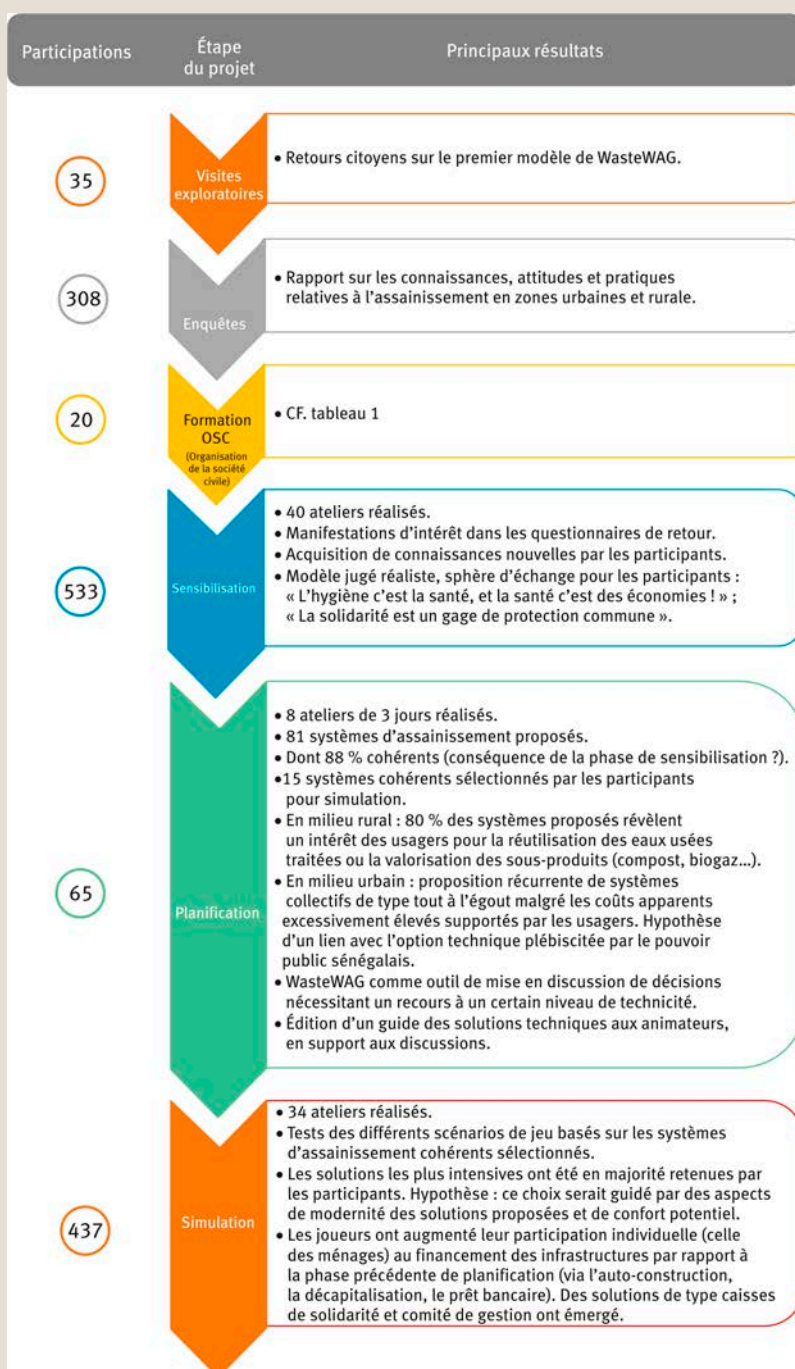 Participations
Étape
du projet
Principaux résultats
35
Visites
exploratoires
• Retours citoyens sur le premier modèle de WasteWAG.
308
Enquêtes
• Rapport sur les connaissances, attitudes et pratiques
relatives à l'assainissement en zones urbaines et rurale.
20
Formation
OSC
(Organisation
de la société
civile)
• CF. tableau 1
533
Sensibilisation
• 40 ateliers réalisés.
• Manifestations d'intérêt dans les questionnaires de retour.
• Acquisition de connaissances nouvelles par les participants.
• Modèle jugé réaliste, sphère d'échange pour les participants :
« L'hygiène c'est la santé, et la santé c'est des économies ! » ;
« La solidarité est un gage de protection commune ».
65
Planification
• 8 ateliers de 3 jours réalisés.
• 81 systèmes d'assainissement proposés.
• Dont 88 % cohérents (conséquence de la phase de sensibilisation ?).
•15 systèmes cohérents sélectionnés par les participants
pour simulation.
• En milieu rural : 80 % des systèmes proposés révèlent
un intérêt des usagers pour la réutilisation des eaux usées
traitées ou la valorisation des sous-produits (compost, biogaz...).
• En milieu urbain : proposition récurrente de systèmes
collectifs de type tout à l'égout malgré les coûts apparents
excessivement élevés supportés par les usagers. Hypothèse
d'un lien avec l'option technique plébiscitée par le pouvoir
public sénégalais.
• WasteWAG comme outil de mise en discussion de décisions
nécessitant un recours à un certain niveau de technicité.
• Édition d'un guide des solutions techniques aux animateurs,
en support aux discussions.
437
Simulation
• 34 ateliers réalisés.
• Tests des différents scénarios de jeu basés sur les systèmes
d'assainissement cohérents sélectionnés.
• Les solutions les plus intensives ont été en majorité retenues par
les participants. Hypothèse : ce choix serait guidé par des aspects
de modernité des solutions proposées et de confort potentiel.
• Les joueurs ont augmenté leur participation individuelle (celle
des ménages) au financement des infrastructures par rapport à
la phase précédente de planification (via l'auto-construction,
la décapitalisation, le prêt bancaire). Des solutions de type caisses
de solidarité et comité de gestion ont émergé.